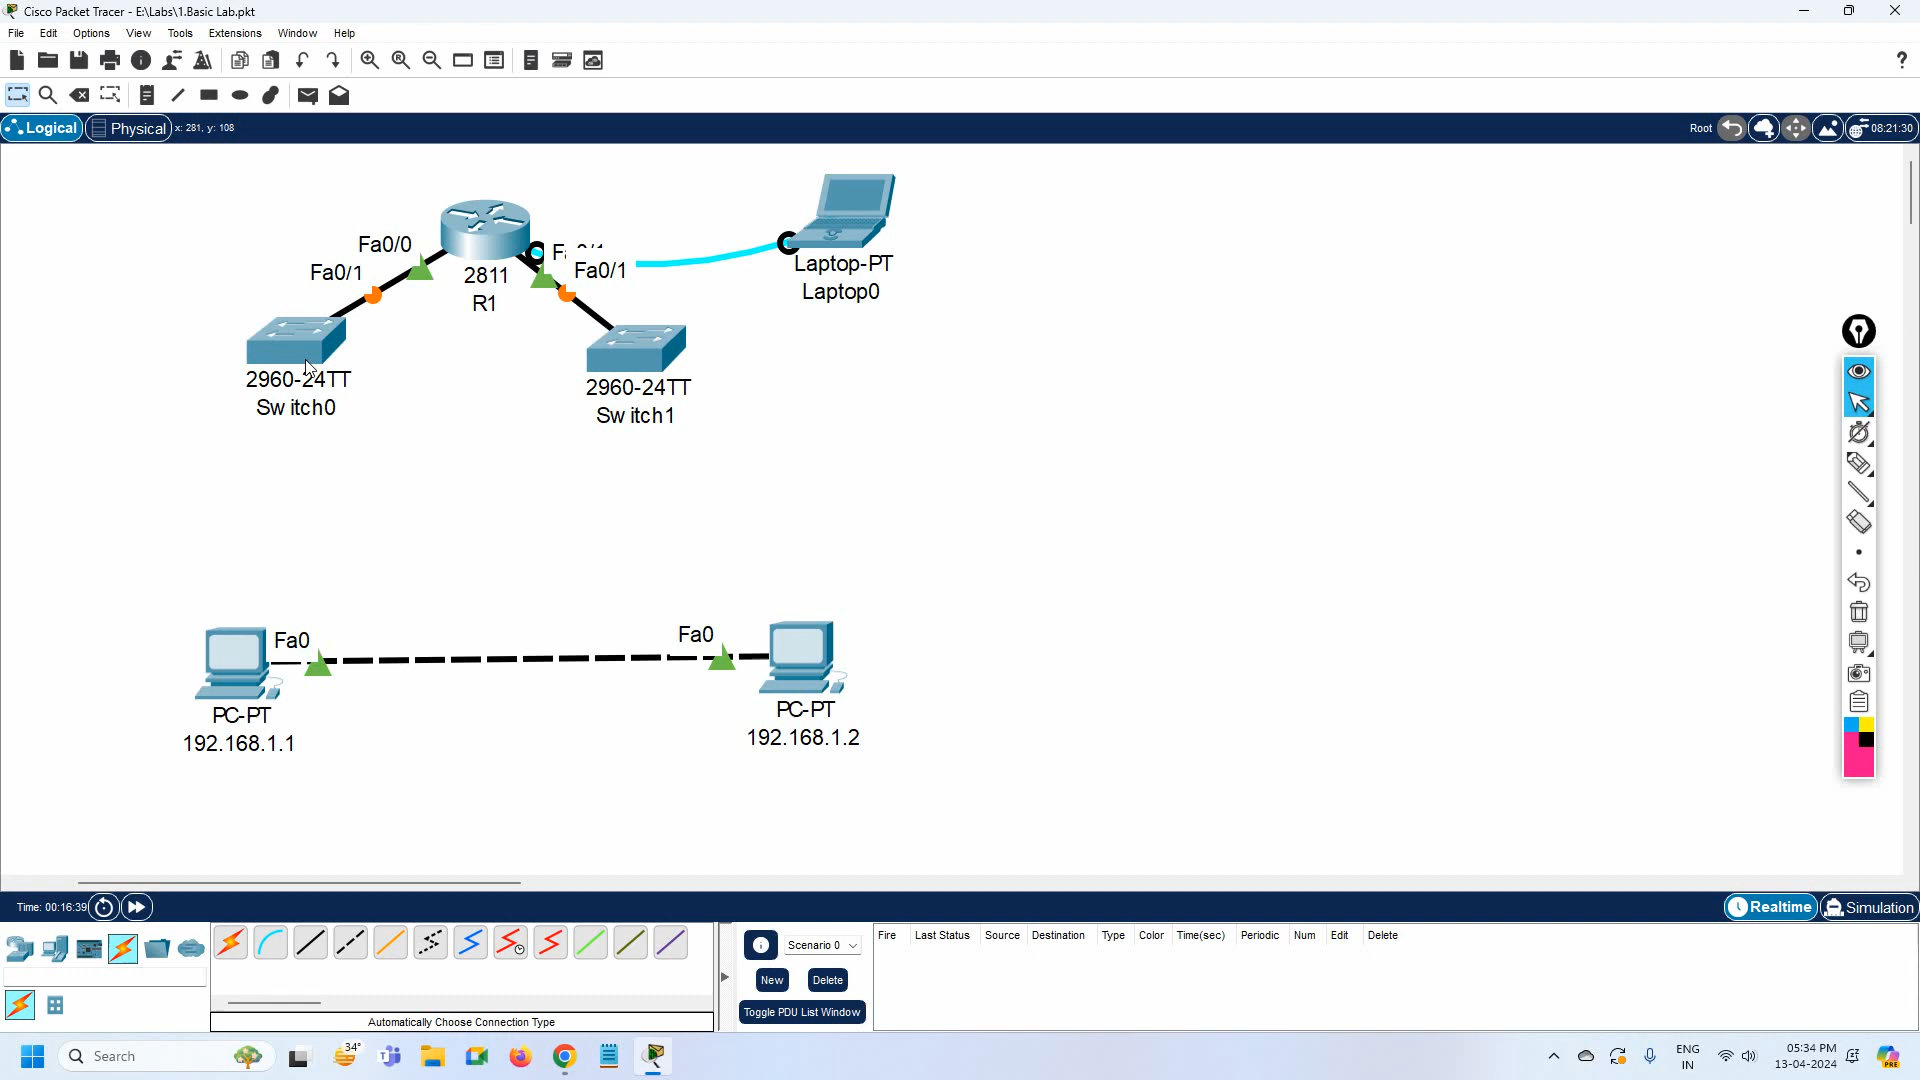 Cisco Packet Tracer - E:\Labs\1.Basic Lab.pkt
File Edit Options View Tools Extensions Window Help
Logical Physical x: 281, y: 108 Root 08:21:30
Fa0/0
Fa0/1
Fa0/1
2811
R1
Laptop-PT
Laptop0
2960-24TT
Switch0
2960-24TT
Switch1
Fa0
Fa0
PC-PT
192.168.1.1
PC-PT
192.168.1.2
Time: 00:16:39 Realtime Simulation
Scenario 0
New Delete
Toggle PDU List Window
Fire Last Status Source Destination Type Color Time(sec) Periodic Num Edit Delete
Automatically Choose Connection Type
Search
34°
ENG
IN
05:34 PM
13-04-2024
PRE